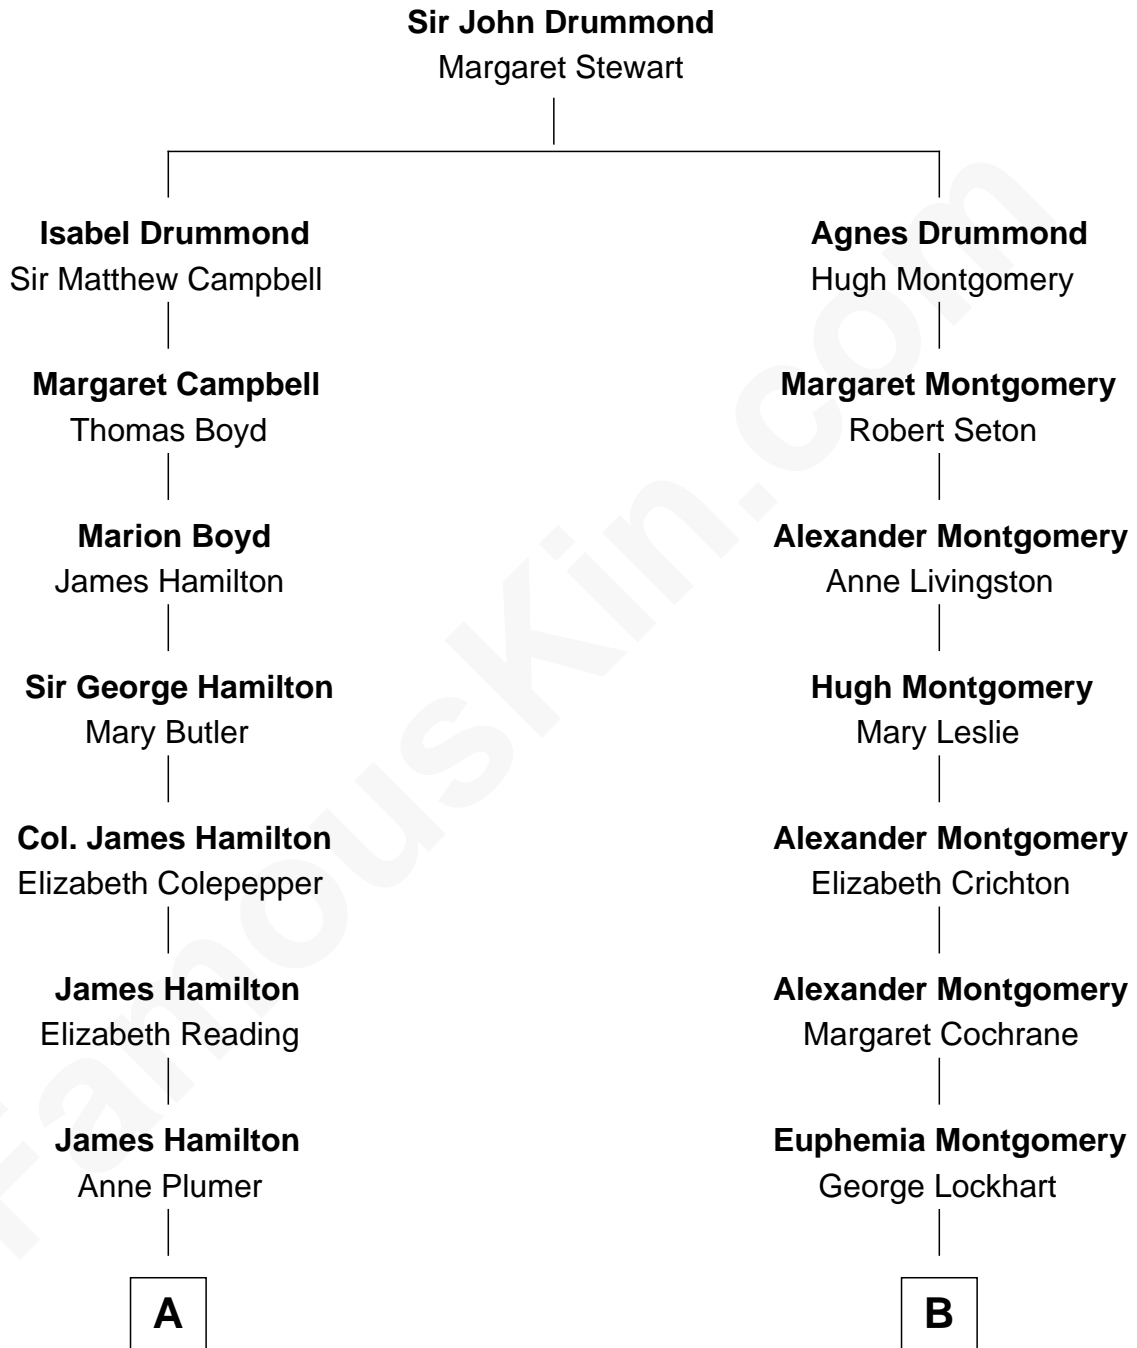 Sir John Drummond
Margaret Stewart
Isabel Drummond
Sir Matthew Campbell
Agnes Drummond
Hugh Montgomery
Margaret Campbell
Thomas Boyd
Margaret Montgomery
Robert Seton
Marion Boyd
James Hamilton
Alexander Montgomery
Anne Livingston
Sir George Hamilton
Mary Butler
Hugh Montgomery
Mary Leslie
Col. James Hamilton
Elizabeth Colepepper
Alexander Montgomery
Elizabeth Crichton
James Hamilton
Elizabeth Reading
Alexander Montgomery
Margaret Cochrane
James Hamilton
Anne Plumer
Euphemia Montgomery
George Lockhart
A
B
FamousKin.com